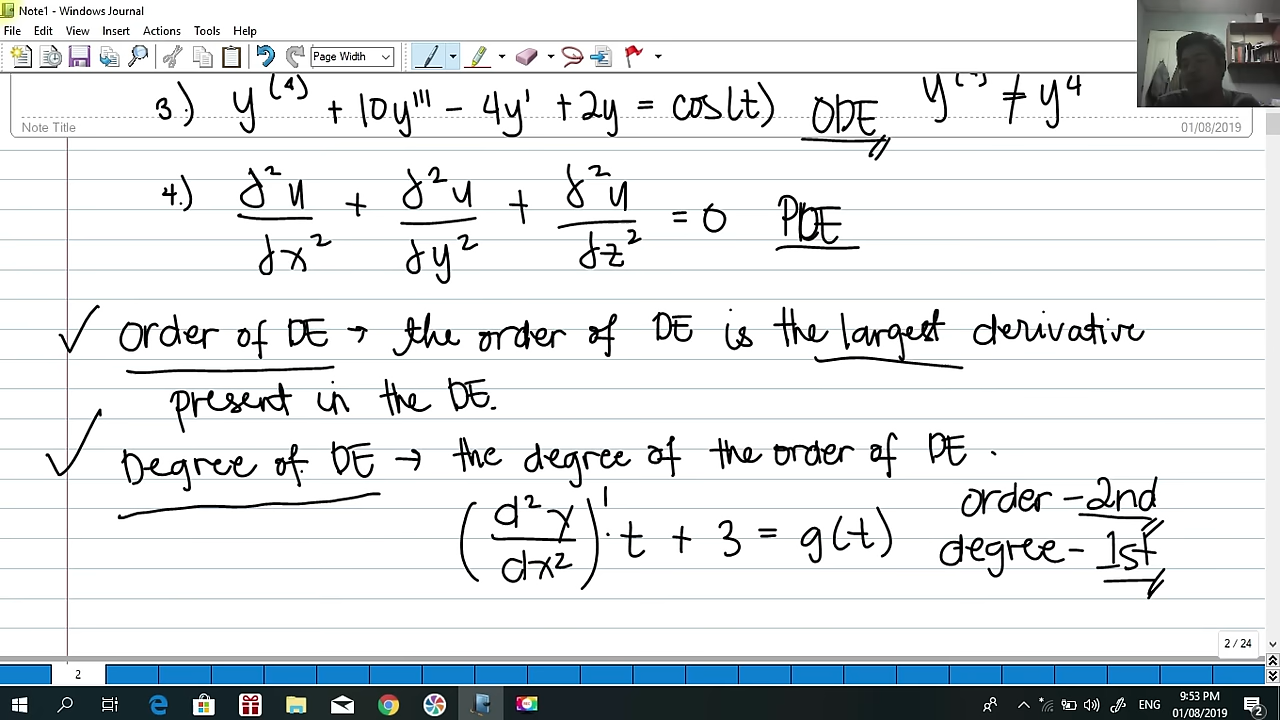 Note1 - Windows Journal
File Edit View Insert Actions Tools Help
Page Width
3.) y⁽⁴⁾ + 10y''' - 4y' + 2y = cos(t) ODE
≠ y⁴
Note Title
01/08/2019
4.) ∂²u/∂x² + ∂²u/∂y² + ∂²u/∂z² = 0 PDE
Order of DE → the order of DE is the largest derivative
present in the DE.
Degree of DE → the degree of the order of DE.
(d²y/dx²)¹·t + 3 = g(t)
order - 2nd
degree - 1st
2 / 24
2
ENG
9:53 PM
01/08/2019
2